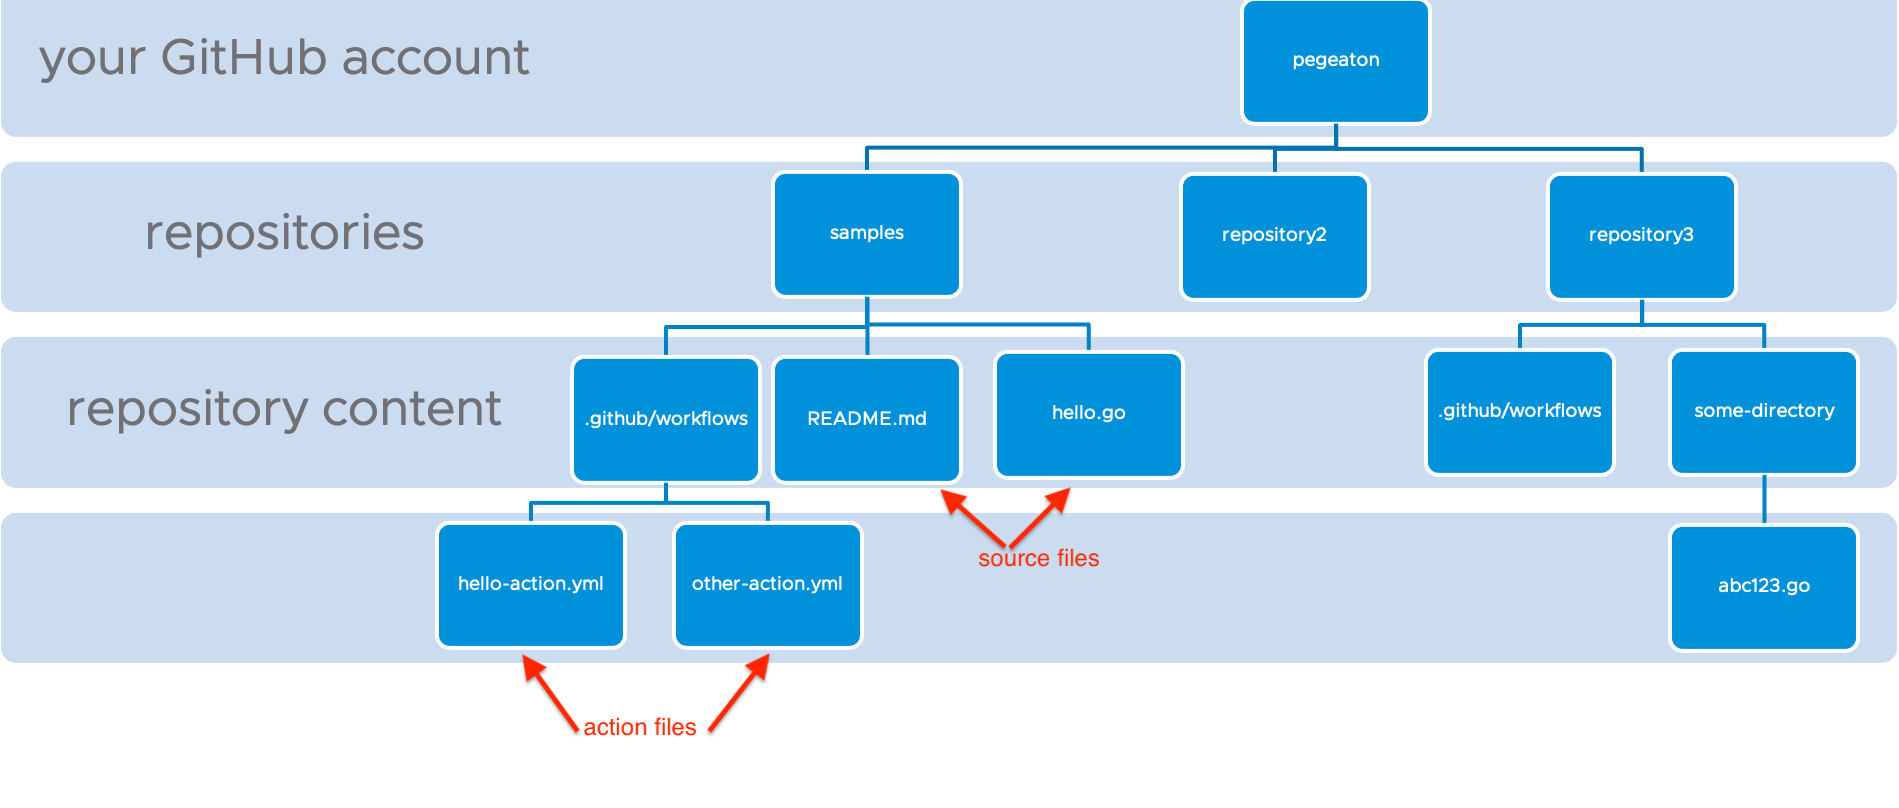 your GitHub account
pegeaton
repositories
samples
repository2
repository3
repository content
.github/workflows
README.md
hello.go
.github/workflows
some-directory
hello-action.yml
other-action.yml
source files
abc123.go
action files